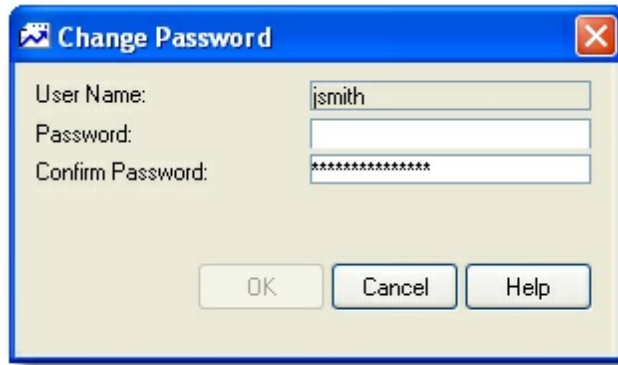 Change Password
User Name: jsmith
Password:
Confirm Password: ***************
OK Cancel Help